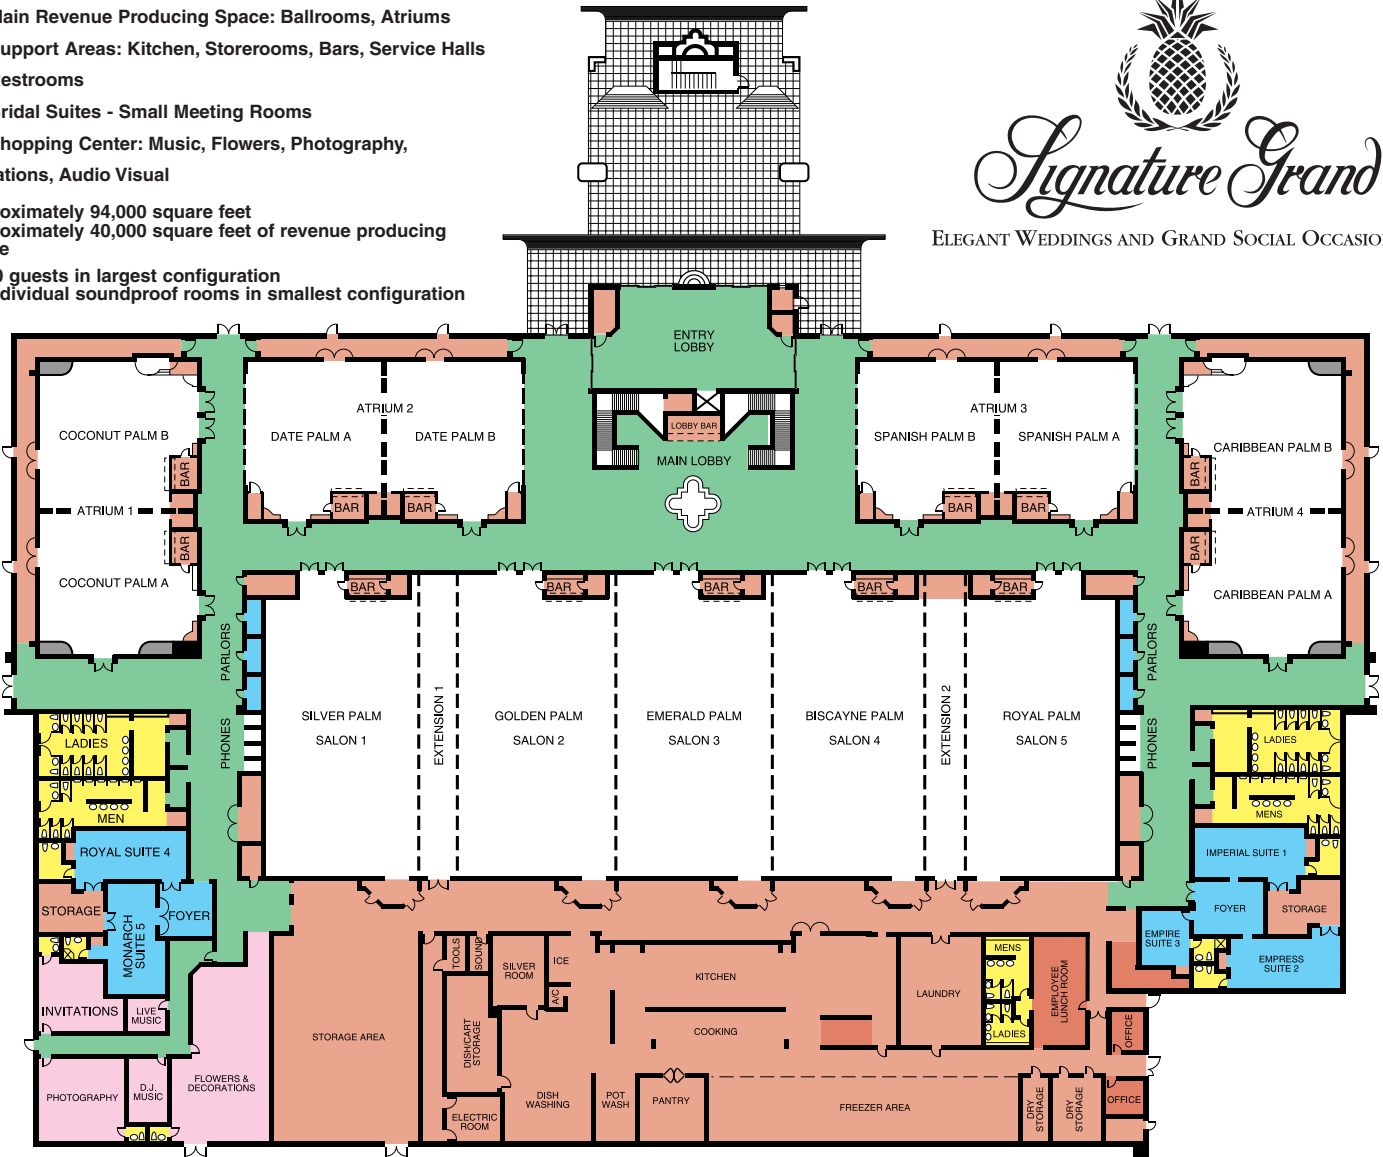 ain Revenue Producing Space: Ballrooms, Atriums
upport Areas: Kitchen, Storerooms, Bars, Service Halls
estrooms
ridal Suites - Small Meeting Rooms
hopping Center: Music, Flowers, Photography,
ations, Audio Visual
roximately 94,000 square feet
roximately 40,000 square feet of revenue producing
e
0 guests in largest configuration
dividual soundproof rooms in smallest configuration
Signature Grand
ELEGANT WEDDINGS AND GRAND SOCIAL OCCASION
ENTRY
LOBBY
LOBBY BAR
MAIN LOBBY
COCONUT PALM B
BAR
ATRIUM 1
BAR
COCONUT PALM A
ATRIUM 2
DATE PALM A
DATE PALM B
BAR
BAR
ATRIUM 3
SPANISH PALM B
SPANISH PALM A
BAR
BAR
CARIBBEAN PALM B
BAR
ATRIUM 4
BAR
CARIBBEAN PALM A
BAR
BAR
BAR
BAR
BAR
PARLORS
PHONES
SILVER PALM
SALON 1
EXTENSION 1
GOLDEN PALM
SALON 2
EMERALD PALM
SALON 3
BISCAYNE PALM
SALON 4
EXTENSION 2
ROYAL PALM
SALON 5
PARLORS
PHONES
LADIES
MEN
ROYAL SUITE 4
STORAGE
MONARCH
SUITE 5
FOYER
INVITATIONS
LIVE
MUSIC
PHOTOGRAPHY
D.J.
MUSIC
FLOWERS &
DECORATIONS
STORAGE AREA
TOOLS
SOUND
SILVER
ROOM
ICE
A/C
DISH/CART
STORAGE
ELECTRIC
ROOM
DISH
WASHING
POT
WASH
PANTRY
KITCHEN
COOKING
FREEZER AREA
LAUNDRY
MENS
LADIES
EMPLOYEE
LUNCH ROOM
DRY
STORAGE
DRY
STORAGE
OFFICE
OFFICE
LADIES
MENS
IMPERIAL SUITE 1
FOYER
STORAGE
EMPIRE
SUITE 3
EMPRESS
SUITE 2